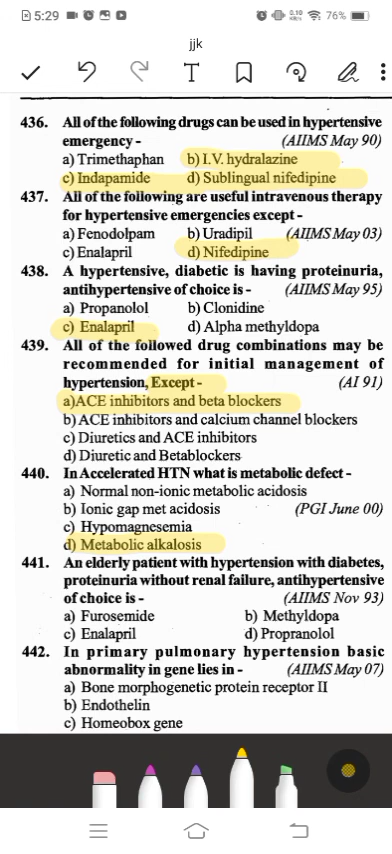 5:29
0.10 KB/s 76%
jjk
T
436. All of the following drugs can be used in hypertensive
emergency - (AIIMS May 90)
a) Trimethaphan b) I.V. hydralazine
c) Indapamide d) Sublingual nifedipine
437. All of the following are useful intravenous therapy
for hypertensive emergencies except -
a) Fenodolpam b) Uradipil (AIIMS May 03)
c) Enalapril d) Nifedipine
438. A hypertensive, diabetic is having proteinuria,
antihypertensive of choice is - (AIIMS May 95)
a) Propanolol b) Clonidine
c) Enalapril d) Alpha methyldopa
439. All of the followed drug combinations may be
recommended for initial management of
hypertension, Except - (AI 91)
a)ACE inhibitors and beta blockers
b) ACE inhibitors and calcium channel blockers
c) Diuretics and ACE inhibitors
d) Diuretic and Betablockers
440. In Accelerated HTN what is metabolic defect -
a) Normal non-ionic metabolic acidosis
b) Ionic gap met acidosis (PGI June 00)
c) Hypomagnesemia
d) Metabolic alkalosis
441. An elderly patient with hypertension with diabetes,
proteinuria without renal failure, antihypertensive
of choice is - (AIIMS Nov 93)
a) Furosemide b) Methyldopa
c) Enalapril d) Propranolol
442. In primary pulmonary hypertension basic
abnormality in gene lies in - (AIIMS May 07)
a) Bone morphogenetic protein receptor II
b) Endothelin
c) Homeobox gene